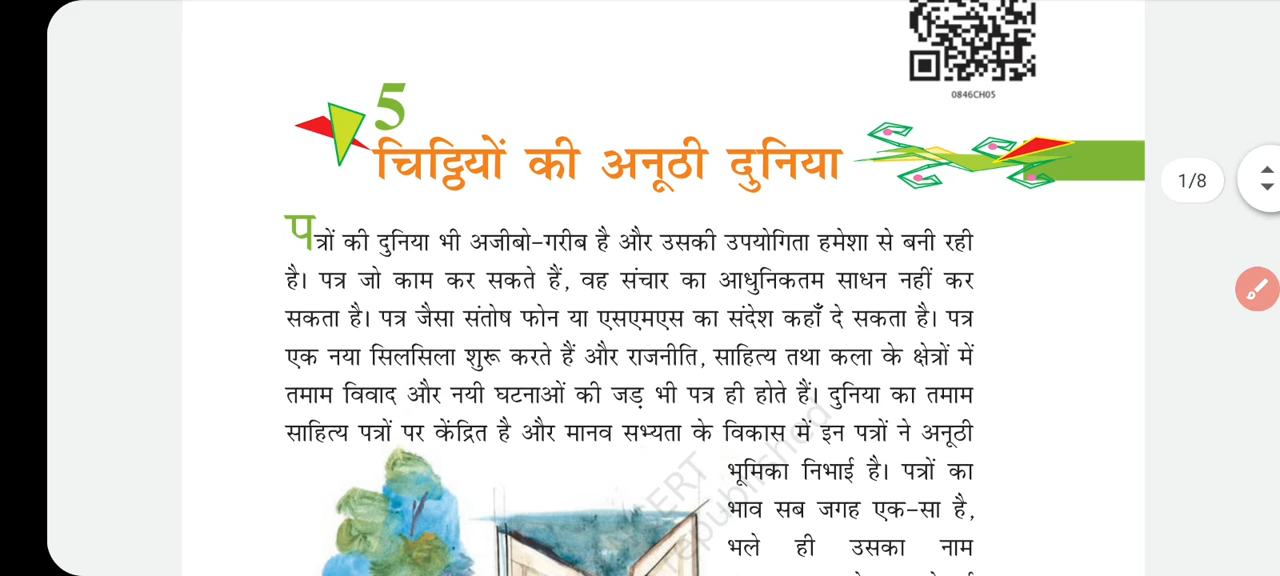 0846CH05
5
चिट्ठियों की अनूठी दुनिया
1/8
पत्रों की दुनिया भी अजीबो-गरीब है और उसकी उपयोगिता हमेशा से बनी रही
है। पत्र जो काम कर सकते हैं, वह संचार का आधुनिकतम साधन नहीं कर
सकता है। पत्र जैसा संतोष फोन या एसएमएस का संदेश कहाँ दे सकता है। पत्र
एक नया सिलसिला शुरू करते हैं और राजनीति, साहित्य तथा कला के क्षेत्रों में
तमाम विवाद और नयी घटनाओं की जड़ भी पत्र ही होते हैं। दुनिया का तमाम
साहित्य पत्रों पर केंद्रित है और मानव सभ्यता के विकास में इन पत्रों ने अनूठी
भूमिका निभाई है। पत्रों का
भाव सब जगह एक-सा है,
भले ही उसका नाम